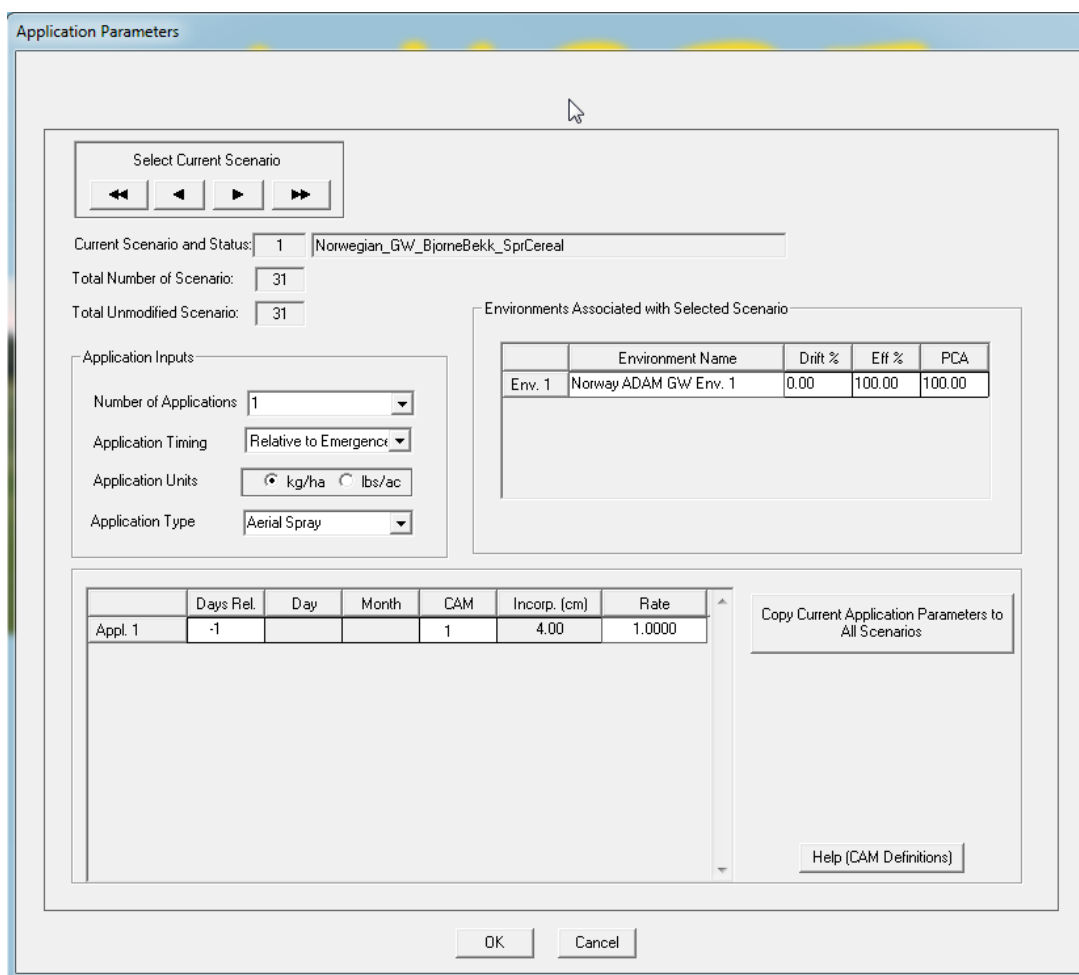 Application Parameters
Select Current Scenario
Current Scenario and Status: 1 Norwegian_GW_BjorneBekk_SprCereal
Total Number of Scenario: 31
Total Unmodified Scenario: 31
Environments Associated with Selected Scenario
Environment Name Drift % Eff % PCA
Env. 1 Norway ADAM GW Env. 1 0.00 100.00 100.00
Application Inputs
Number of Applications 1
Application Timing Relative to Emergence
Application Units kg/ha lbs/ac
Application Type Aerial Spray
Days Rel. Day Month CAM Incorp. (cm) Rate
Appl. 1 -1 1 4.00 1.0000
Copy Current Application Parameters to
All Scenarios
Help (CAM Definitions)
OK Cancel